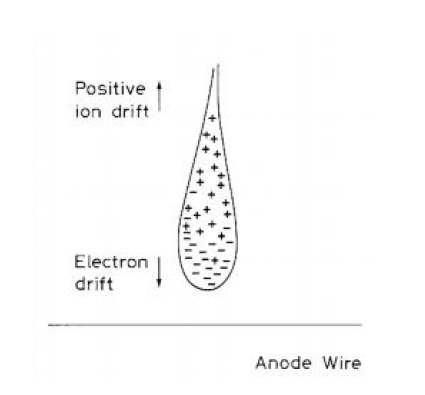 Positive
ion drift
Electron
drift
Anode Wire